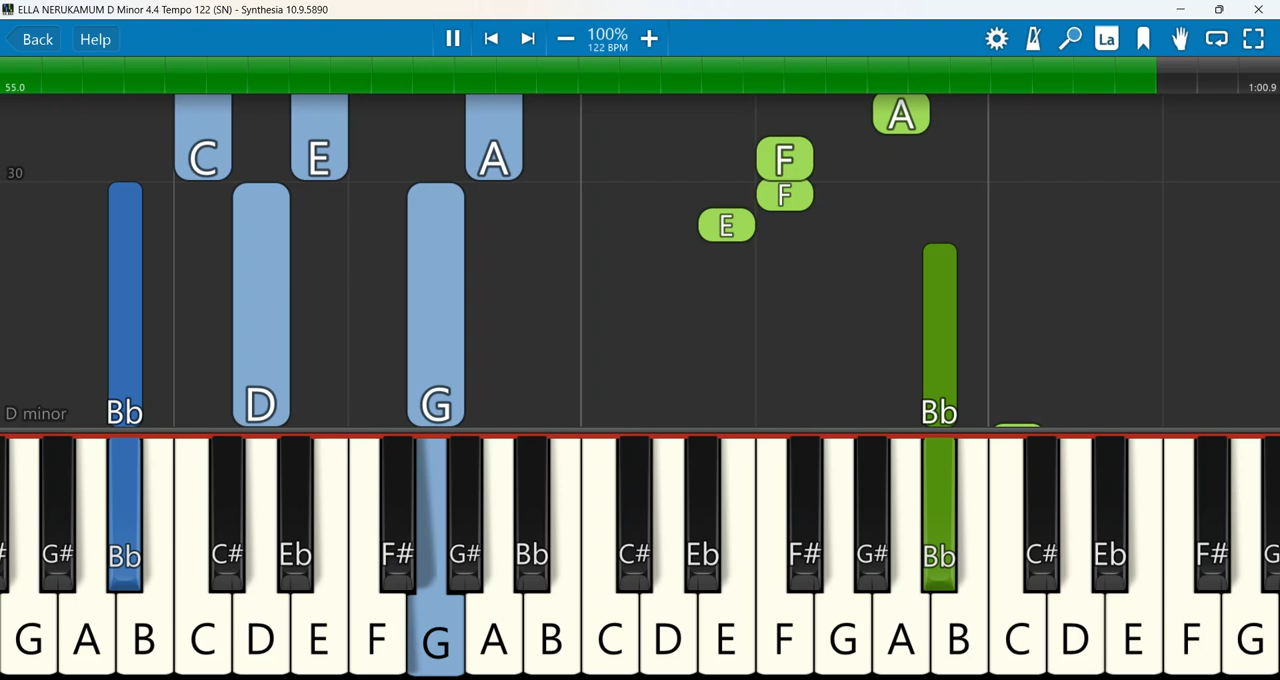 ELLA NERUKAMUM D Minor 4.4 Tempo 122 (SN) - Synthesia 10.9.5890
Back Help 100% La
122 BPM
55.0 1:00.9
A
C E A F
30
F
E
D minor Bb D G Bb
# G# Bb C# Eb F# G# Bb C# Eb F# G# Bb C# Eb F# G
G A B C D E F G A B C D E F G A B C D E F G